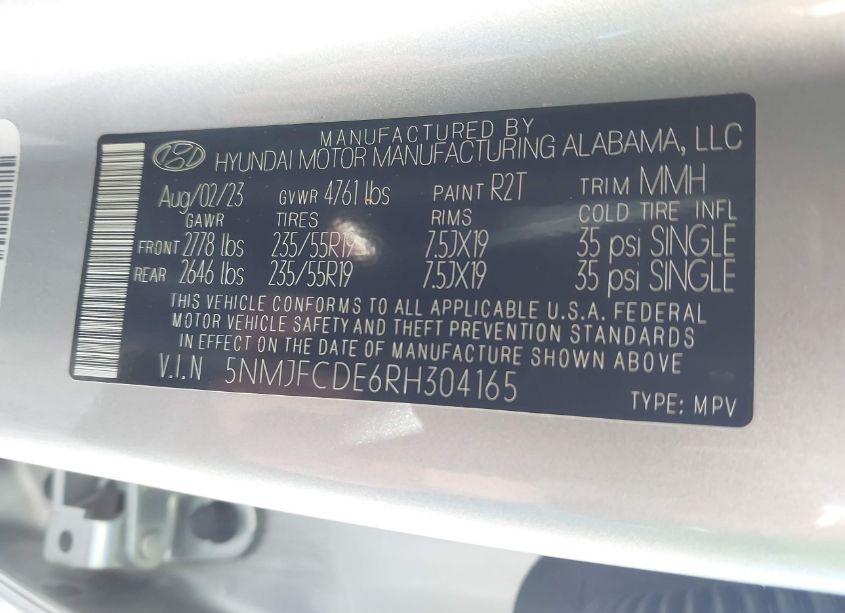 MANUFACTURED BY
HYUNDAI MOTOR MANUFACTURING ALABAMA, LLC
Aug/02/23 GVWR 4761 lbs PAINT R2T TRIM MMH
GAWR TIRES RIMS COLD TIRE INFL
FRONT 2778 lbs 235/55R19 7.5JX19 35 psi SINGLE
REAR 2646 lbs 235/55R19 7.5JX19 35 psi SINGLE
THIS VEHICLE CONFORMS TO ALL APPLICABLE U.S.A. FEDERAL
MOTOR VEHICLE SAFETY AND THEFT PREVENTION STANDARDS
IN EFFECT ON THE DATE OF MANUFACTURE SHOWN ABOVE
V.I.N 5NMJFCDE6RH304165
TYPE: MPV